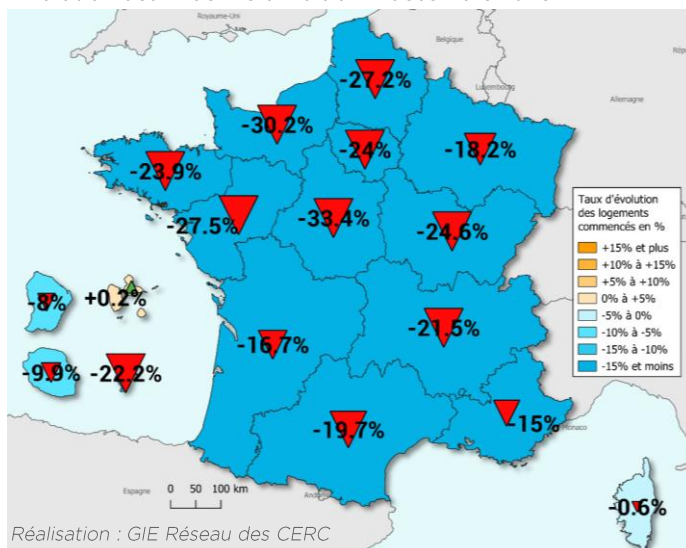 Royaume-Uni
Belgique
Luxembourg
Allemagne
-27.2%
-30.2%
-24%
-18.2%
-23.9%
-27.5%
-33.4%
-24.6%
Taux d'évolution
des logements
commencés en %
+15% et plus
+10% à +15%
+5% à +10%
0% à +5%
-5% à 0%
-10% à -5%
-15% à -10%
-15% et moins
-8%
+0.2%
-9.9%
-22.2%
-16.7%
-21.5%
-19.7%
-15%
Monaco
-0.6%
Espagne
0 50 100 km
Réalisation : GIE Réseau des CERC